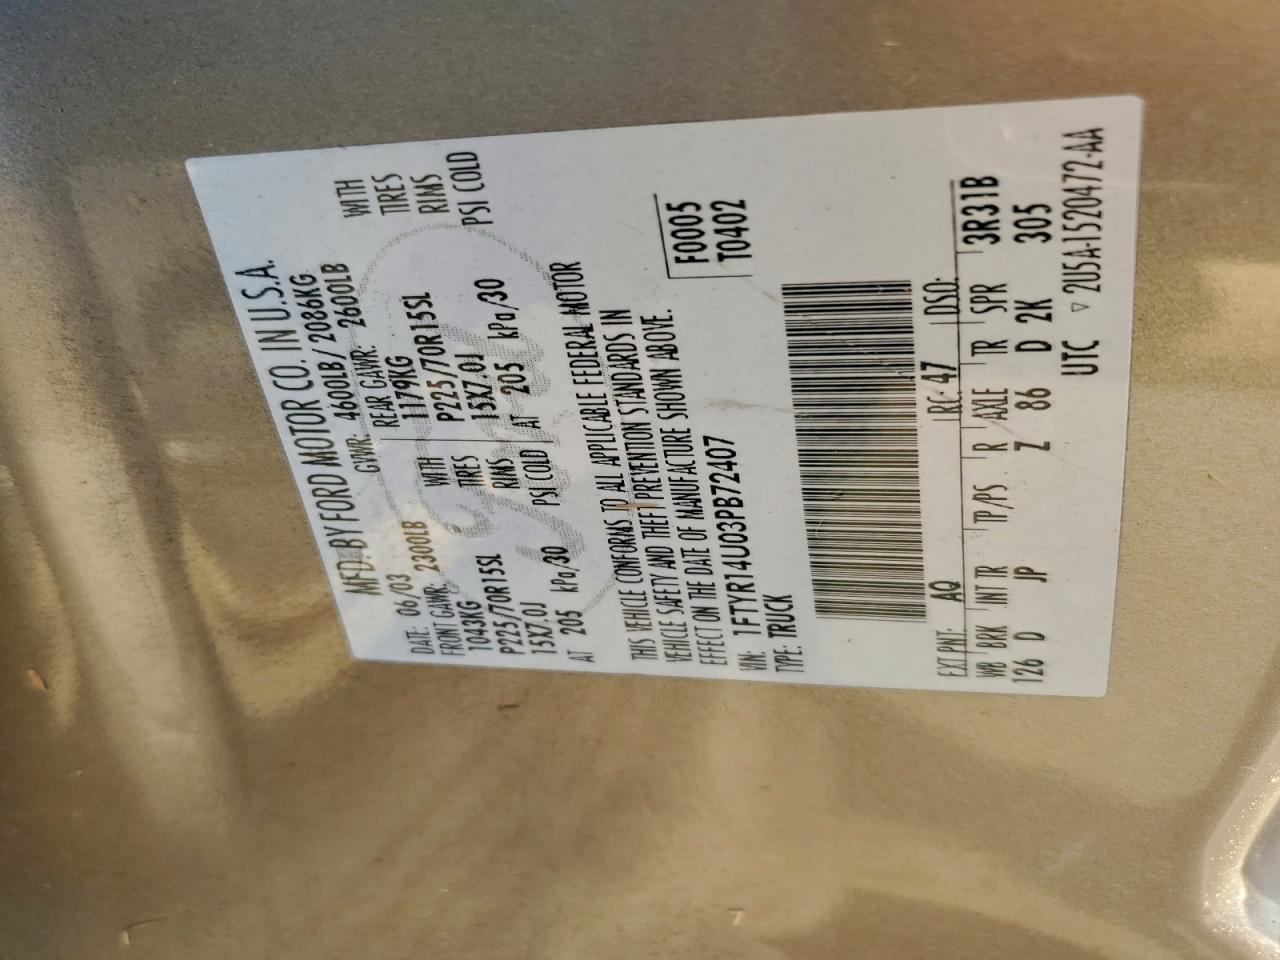 MFD. BY FORD MOTOR CO. IN U.S.A.
DATE: 06/03 GVWR: 4600LB/2086KG
FRONT GAWR: 2300LB REAR GAWR: 2600LB
1043KG WITH 1179KG WITH
P225/70R15SL TIRES P225/70R15SL TIRES
15X7.0J RIMS 15X7.0J RIMS
AT 205 kPa/30 PSI COLD AT 205 kPa/30 PSI COLD
THIS VEHICLE CONFORMS TO ALL APPLICABLE FEDERAL MOTOR
VEHICLE SAFETY AND THEFT PREVENTION STANDARDS IN
EFFECT ON THE DATE OF MANUFACTURE SHOWN ABOVE.
VIN: 1FTYR14U03PB72407 F0005
TYPE: TRUCK T0402
EXT PNT: AQ RC: 47 DSO:
WB BRK INT TR TP/PS R AXLE TR SPR 3R31B
126 D JP Z 86 D 2K 305
UTC ▽ 2U5A-1520472-AA